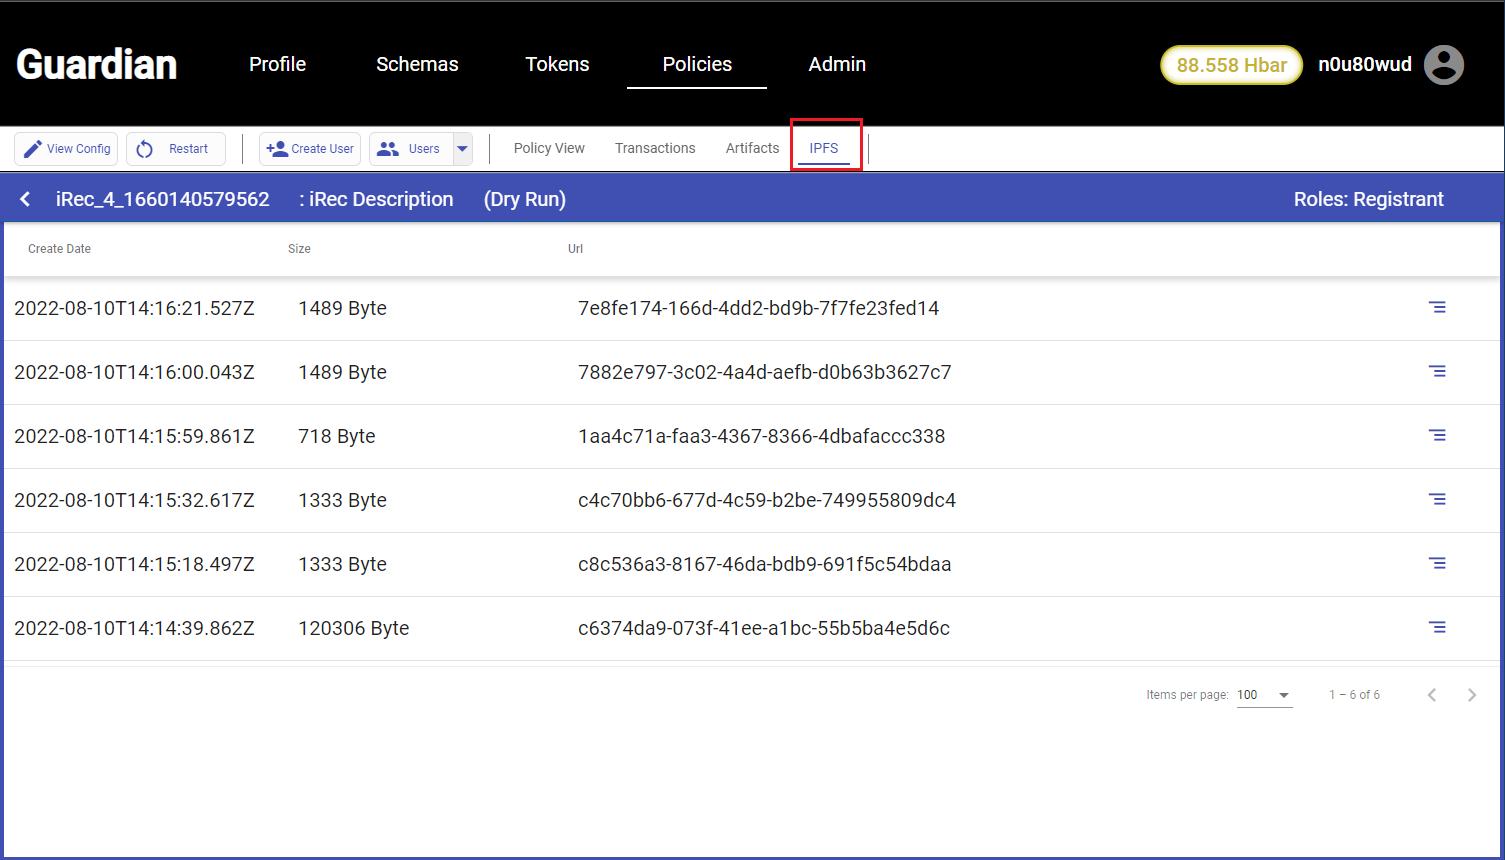 Guardian Profile Schemas Tokens Policies Admin 88.558 Hbar n0u80wud
View Config Restart Create User Users Policy View Transactions Artifacts IPFS
iRec_4_1660140579562 : iRec Description (Dry Run) Roles: Registrant
Create Date Size Url
2022-08-10T14:16:21.527Z 1489 Byte 7e8fe174-166d-4dd2-bd9b-7f7fe23fed14
2022-08-10T14:16:00.043Z 1489 Byte 7882e797-3c02-4a4d-aefb-d0b63b3627c7
2022-08-10T14:15:59.861Z 718 Byte 1aa4c71a-faa3-4367-8366-4dbafaccc338
2022-08-10T14:15:32.617Z 1333 Byte c4c70bb6-677d-4c59-b2be-749955809dc4
2022-08-10T14:15:18.497Z 1333 Byte c8c536a3-8167-46da-bdb9-691f5c54bdaa
2022-08-10T14:14:39.862Z 120306 Byte c6374da9-073f-41ee-a1bc-55b5ba4e5d6c
Items per page: 100 1 – 6 of 6